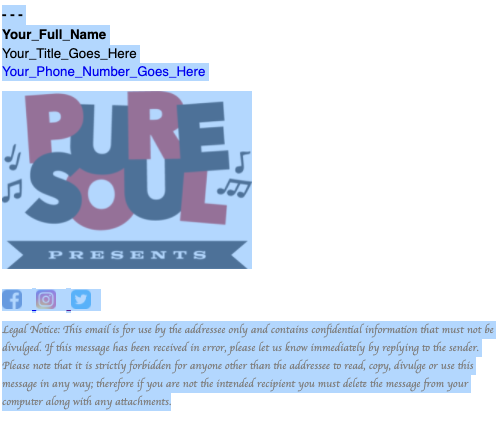 - - -
Your_Full_Name
Your_Title_Goes_Here
Your_Phone_Number_Goes_Here
PURE
SOUL
PRESENTS
Legal Notice: This email is for use by the addressee only and contains confidential information that must not be
divulged. If this message has been received in error, please let us know immediately by replying to the sender.
Please note that it is strictly forbidden for anyone other than the addressee to read, copy, divulge or use this
message in any way; therefore if you are not the intended recipient you must delete the message from your
computer along with any attachments.